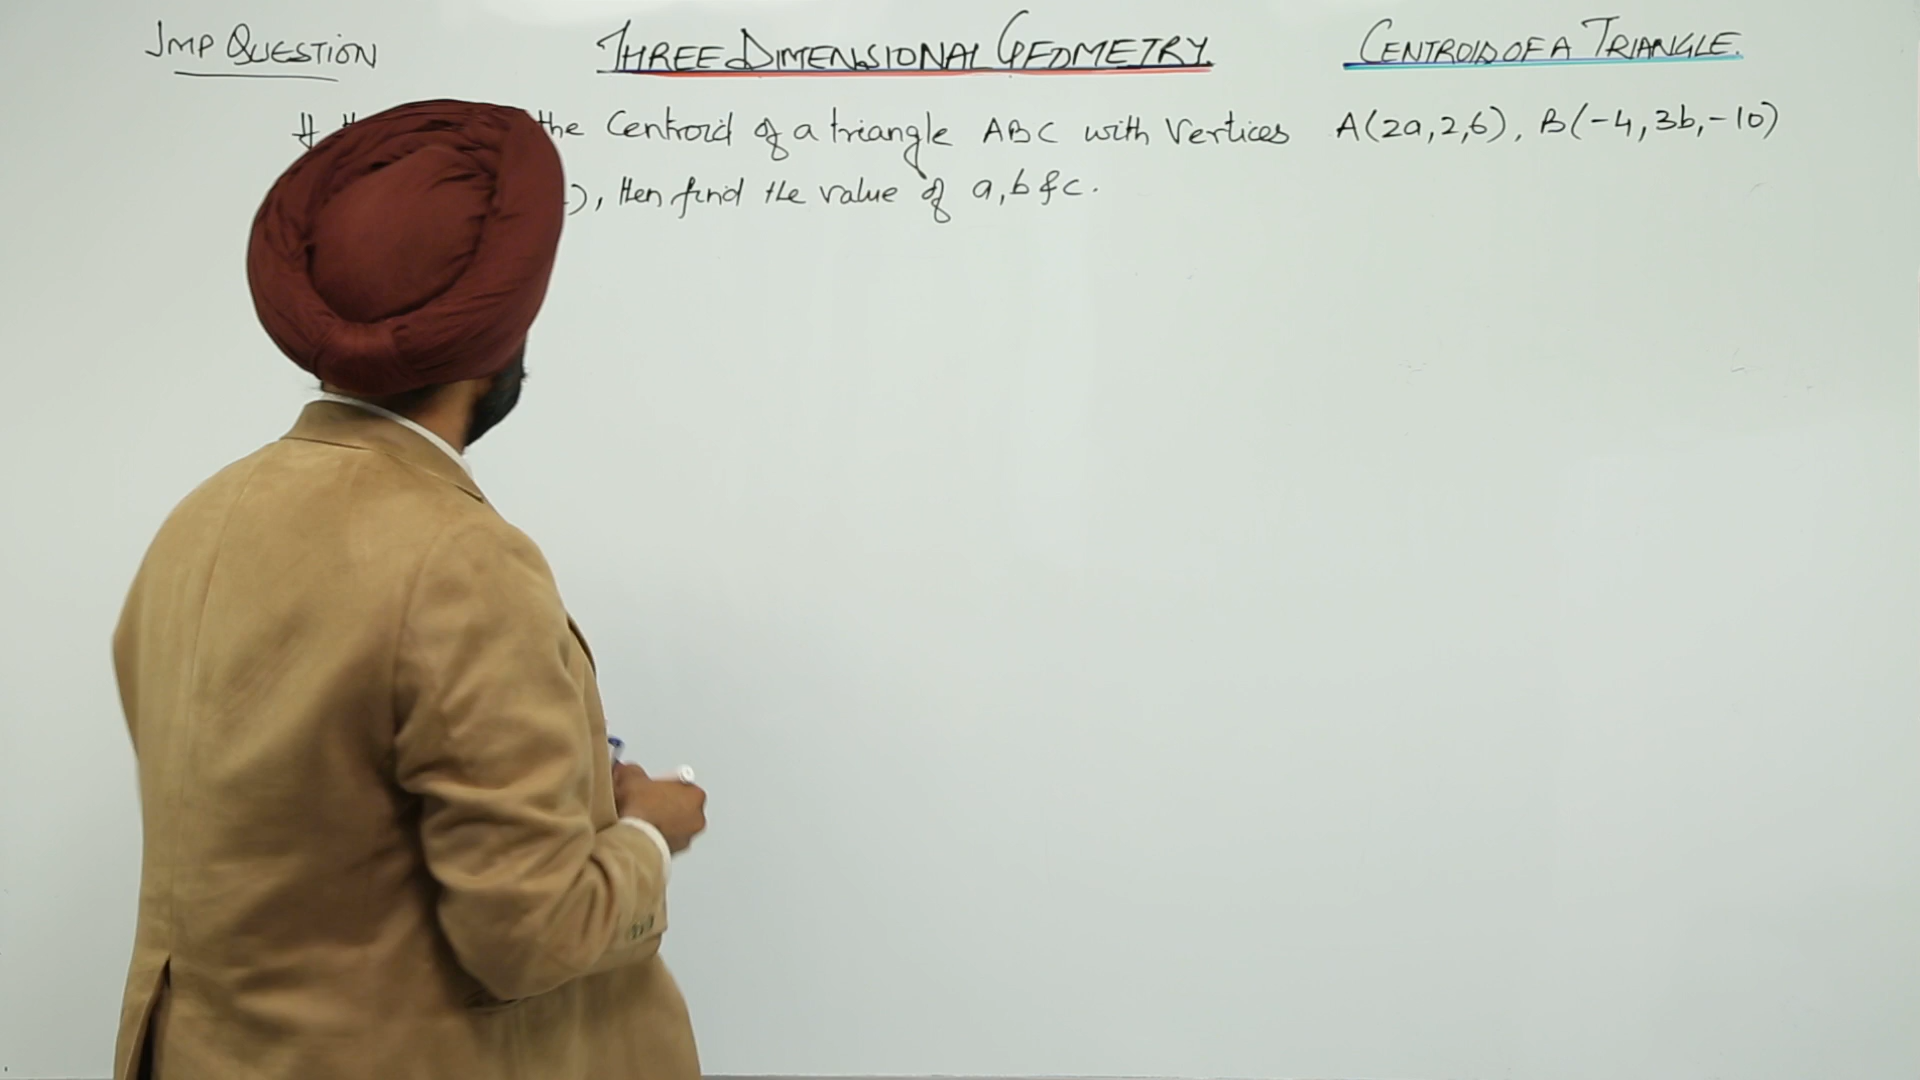 IMP QUESTION THREE DIMENSIONAL GEOMETRY. CENTROID OF A TRIANGLE.
If the Centroid of a triangle ABC with Vertices A(2a,2,6), B(-4,3b,-10)
), then find the value of a,b & c.